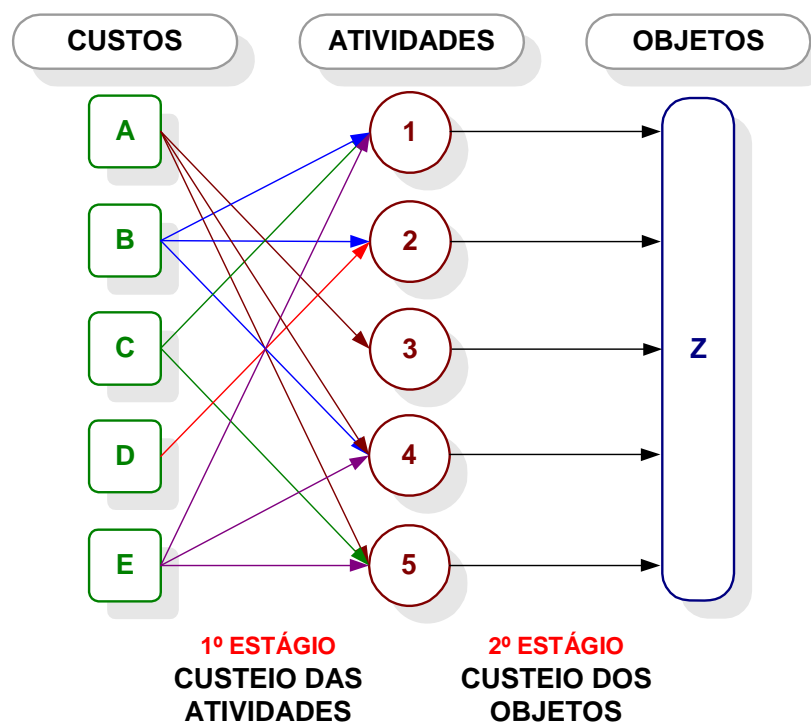 CUSTOS
ATIVIDADES
OBJETOS
A
1
B
2
C
3
Z
D
4
E
5
1º ESTÁGIO
CUSTEIO DAS
ATIVIDADES
2º ESTÁGIO
CUSTEIO DOS
OBJETOS